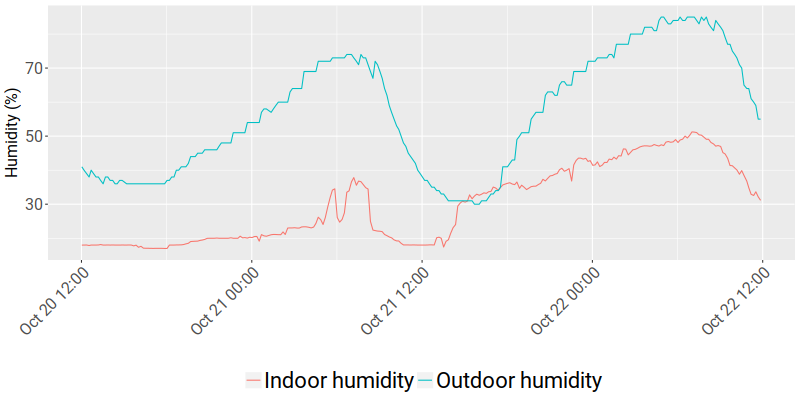 Humidity (%)
70
50
30
Oct 20 12:00
Oct 21 00:00
Oct 21 12:00
Oct 22 00:00
Oct 22 12:00
Indoor humidity Outdoor humidity